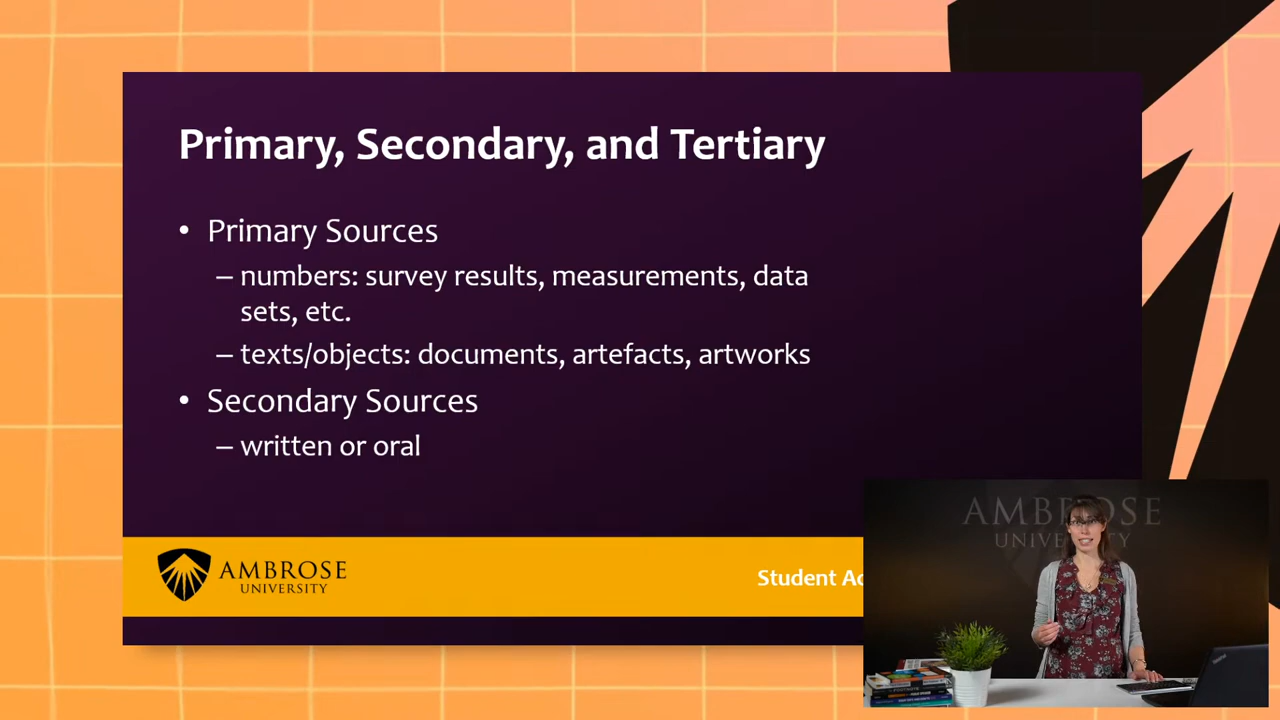 Primary, Secondary, and Tertiary
• Primary Sources
– numbers: survey results, measurements, data
sets, etc.
– texts/objects: documents, artefacts, artworks
• Secondary Sources
– written or oral
AMBROSE
UNIVERSITY
Student
AMBROSE
UNIVERSITY